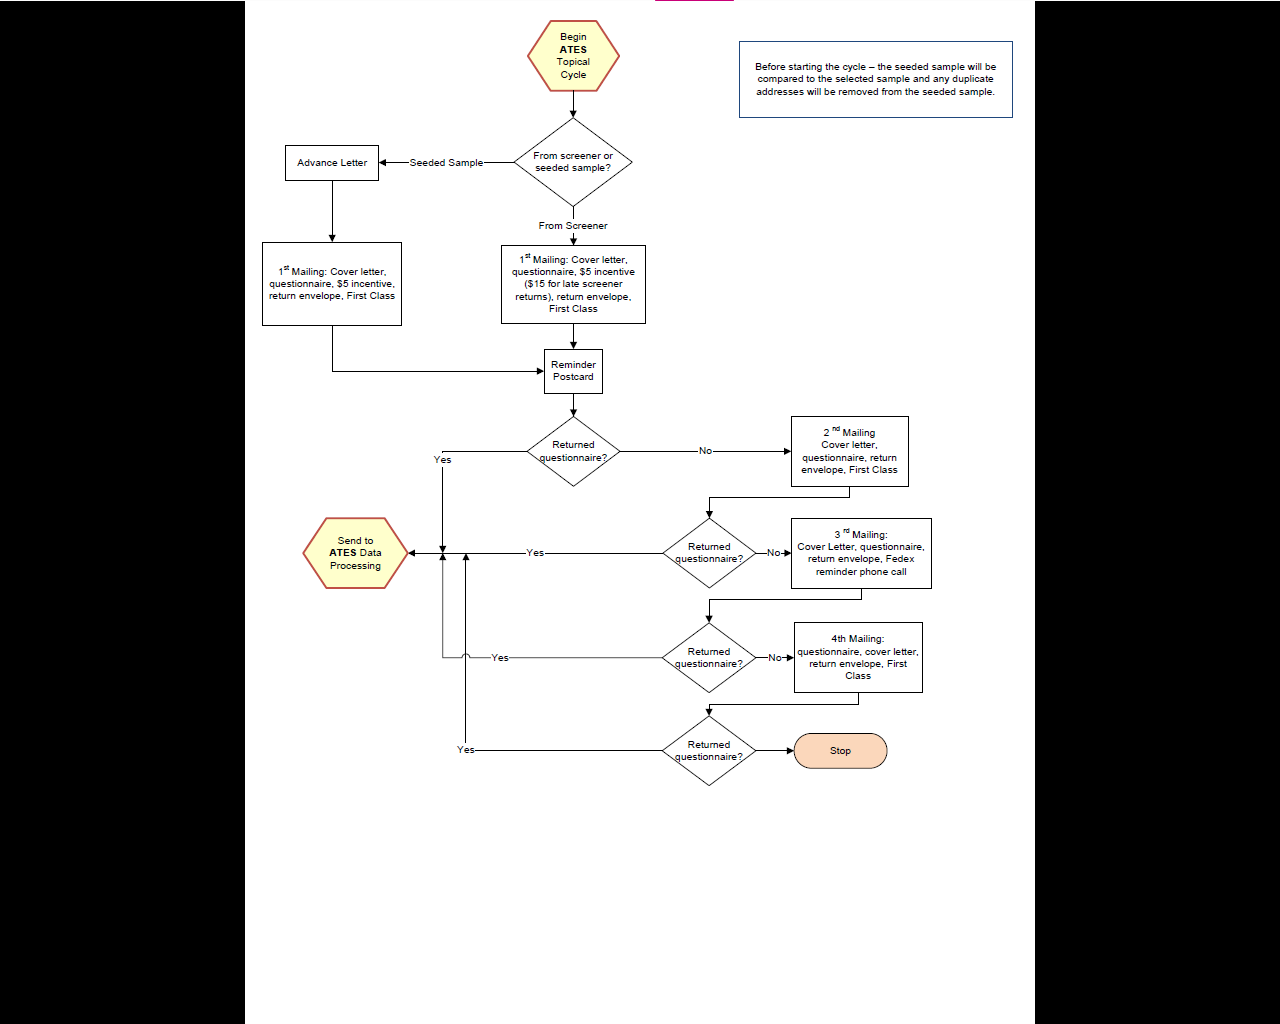 Begin
ATES
Topical
Cycle
Before starting the cycle – the seeded sample will be
compared to the selected sample and any duplicate
addresses will be removed from the seeded sample.
From screener or
seeded sample?
Seeded Sample
Advance Letter
From Screener
1st Mailing: Cover letter,
questionnaire, $5 incentive,
return envelope, First Class
1st Mailing: Cover letter,
questionnaire, $5 incentive
($15 for late screener
returns), return envelope,
First Class
Reminder
Postcard
Returned
questionnaire?
Yes
No
2 nd Mailing
Cover letter,
questionnaire, return
envelope, First Class
Send to
ATES Data
Processing
Yes
Returned
questionnaire?
No
3 rd Mailing:
Cover Letter, questionnaire,
return envelope, Fedex
reminder phone call
Yes
Returned
questionnaire?
No
4th Mailing:
questionnaire, cover letter,
return envelope, First
Class
Yes
Returned
questionnaire?
Stop